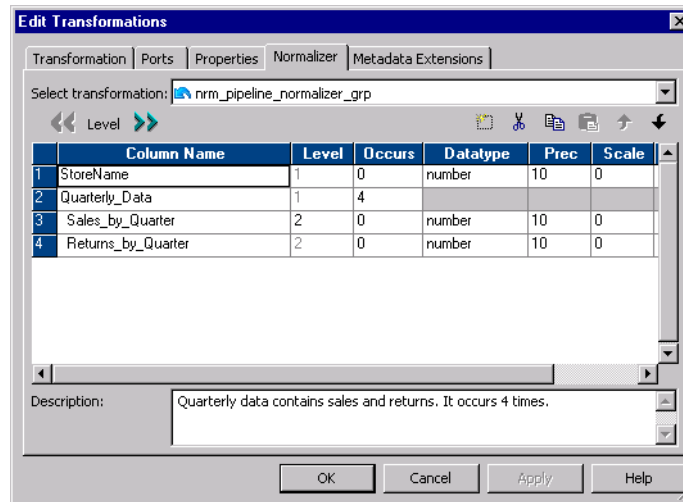 Edit Transformations
Transformation Ports Properties Normalizer Metadata Extensions
Select transformation: nrm_pipeline_normalizer_grp
Level
Column Name Level Occurs Datatype Prec Scale
1 StoreName 1 0 number 10 0
2 Quarterly_Data 1 4
3 Sales_by_Quarter 2 0 number 10 0
4 Returns_by_Quarter 2 0 number 10 0
Description: Quarterly data contains sales and returns. It occurs 4 times.
OK Cancel Apply Help